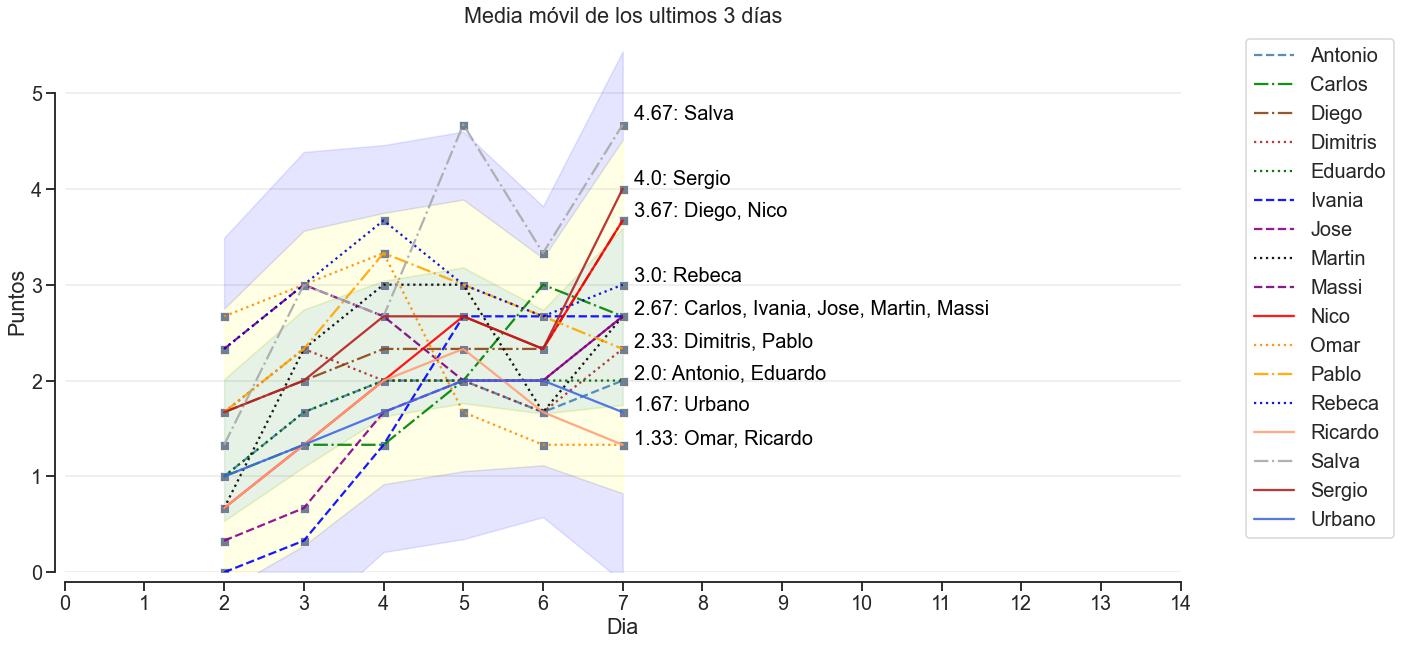 Media móvil de los ultimos 3 días
Puntos
5
4
3
2
1
0
4.67: Salva
4.0: Sergio
3.67: Diego, Nico
3.0: Rebeca
2.67: Carlos, Ivania, Jose, Martin, Massi
2.33: Dimitris, Pablo
2.0: Antonio, Eduardo
1.67: Urbano
1.33: Omar, Ricardo
0 1 2 3 4 5 6 7 8 9 10 11 12 13 14
Dia
Antonio
Carlos
Diego
Dimitris
Eduardo
Ivania
Jose
Martin
Massi
Nico
Omar
Pablo
Rebeca
Ricardo
Salva
Sergio
Urbano